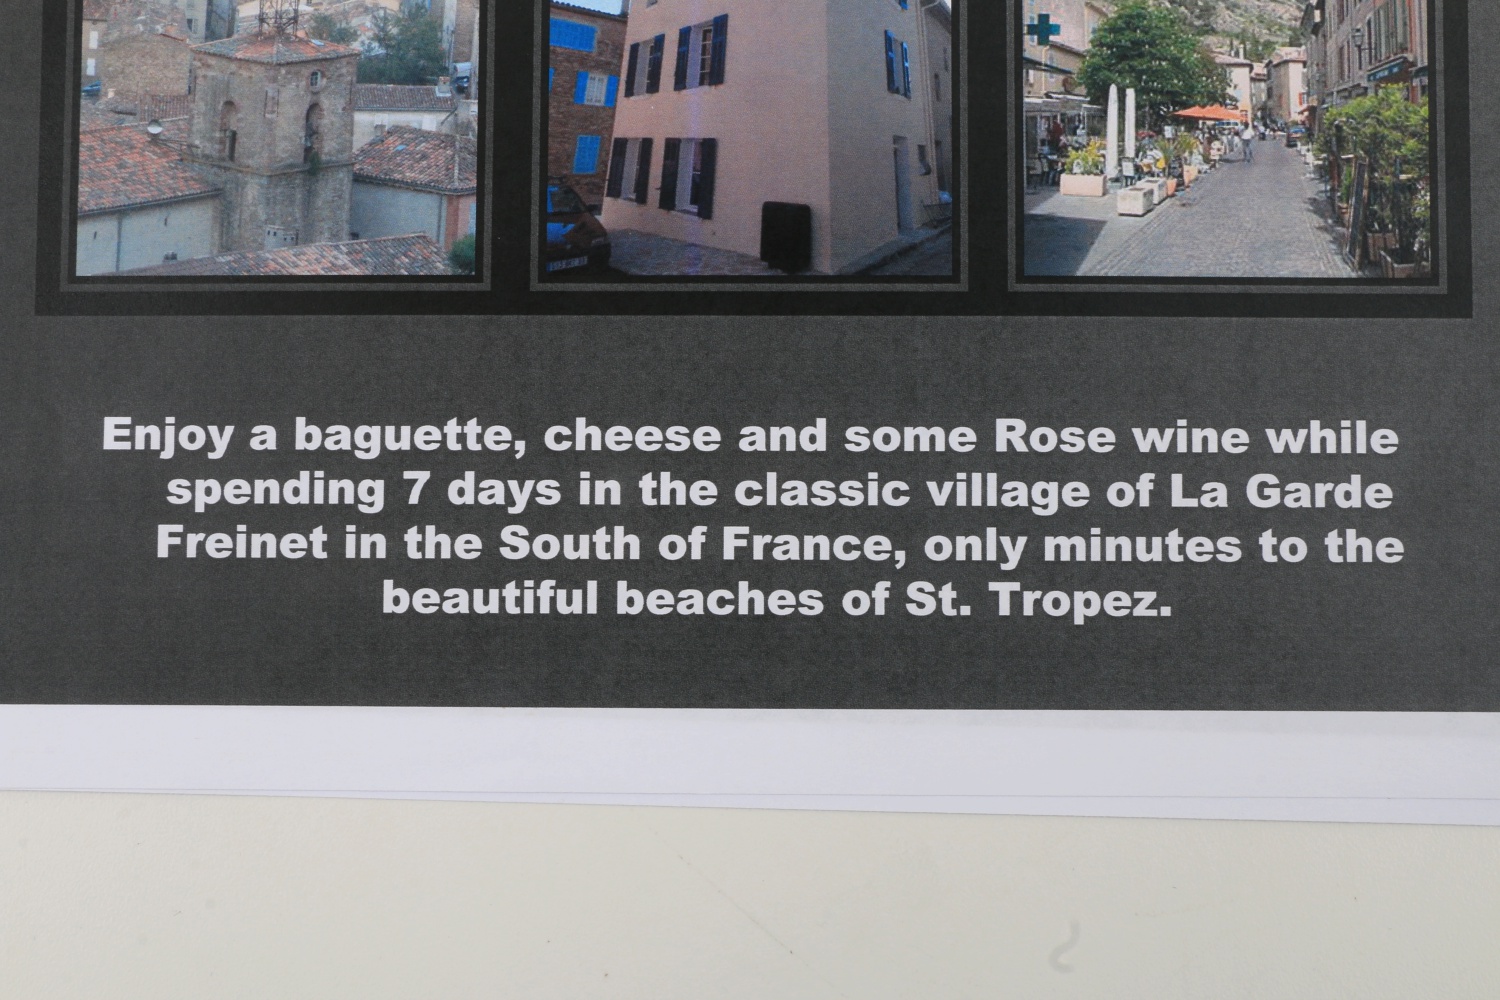 Enjoy a baguette, cheese and some Rose wine while
spending 7 days in the classic village of La Garde
Freinet in the South of France, only minutes to the
beautiful beaches of St. Tropez.